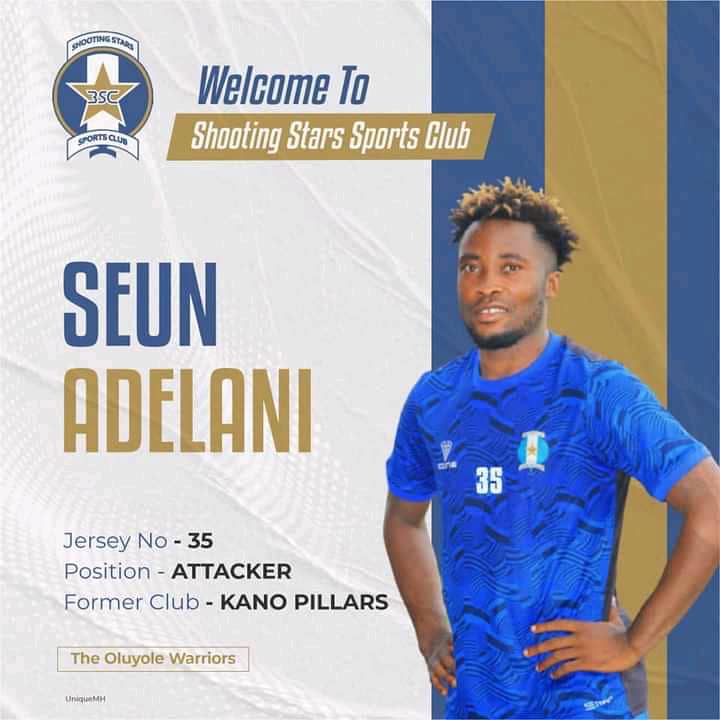 SHOOTING STARS
3SC
SPORTS CLUB
Welcome To
Shooting Stars Sports Club
SEUN
ADELANI
35
Jersey No - 35
Position - ATTACKER
Former Club - KANO PILLARS
The Oluyole Warriors
UniqueMH